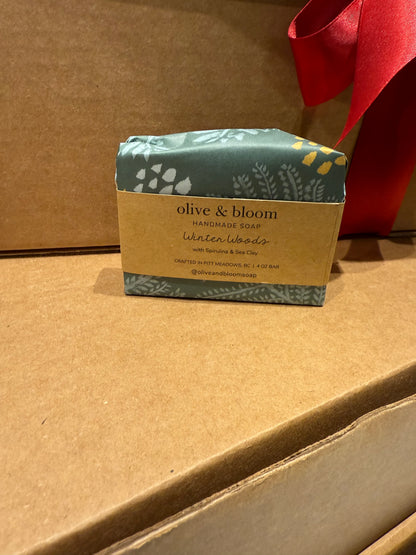 olive & bloom
HANDMADE SOAP
Winter Woods
with Spirulina & Sea Clay
CRAFTED IN PITT MEADOWS, BC | 4 OZ BAR
@oliveandbloomsoap